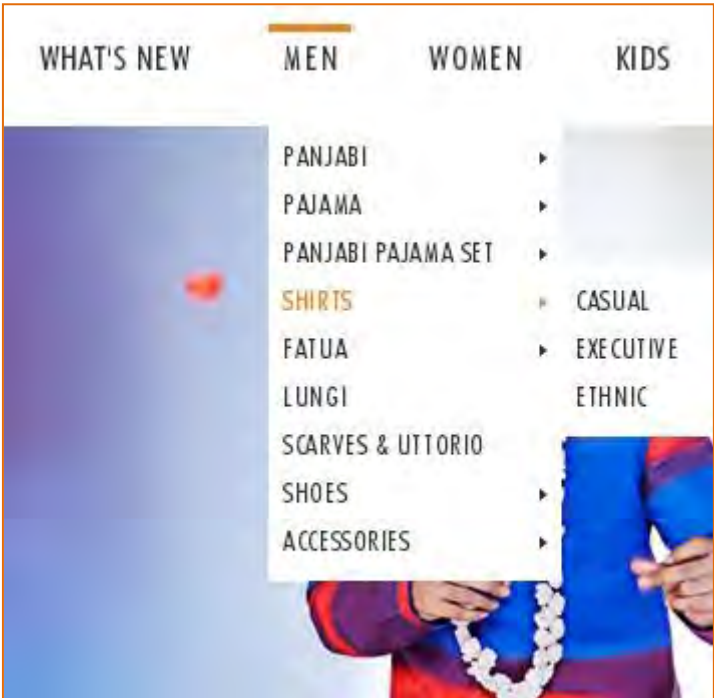 WHAT'S NEW MEN WOMEN KIDS
PANJABI
PAJAMA
PANJABI PAJAMA SET
SHIRTS
FATUA
LUNGI
SCARVES & UTTORIO
SHOES
ACCESSORIES
CASUAL
EXECUTIVE
ETHNIC